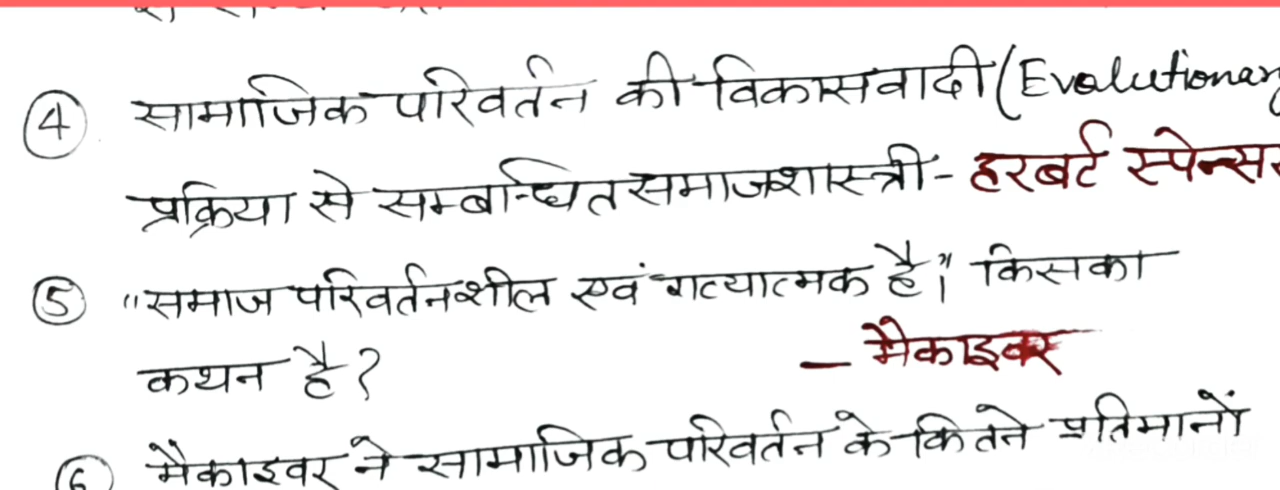 ④ सामाजिक परिवर्तन की विकासवादी (Evolutionary
प्रक्रिया से सम्बन्धित समाजशास्त्री - हरबर्ट स्पेन्सर
⑤ "समाज परिवर्तनशील एवं गत्यात्मक है।" किसका
कथन है? - मैकाइवर
⑥ मैकाइवर ने सामाजिक परिवर्तन के कितने प्रतिमानों